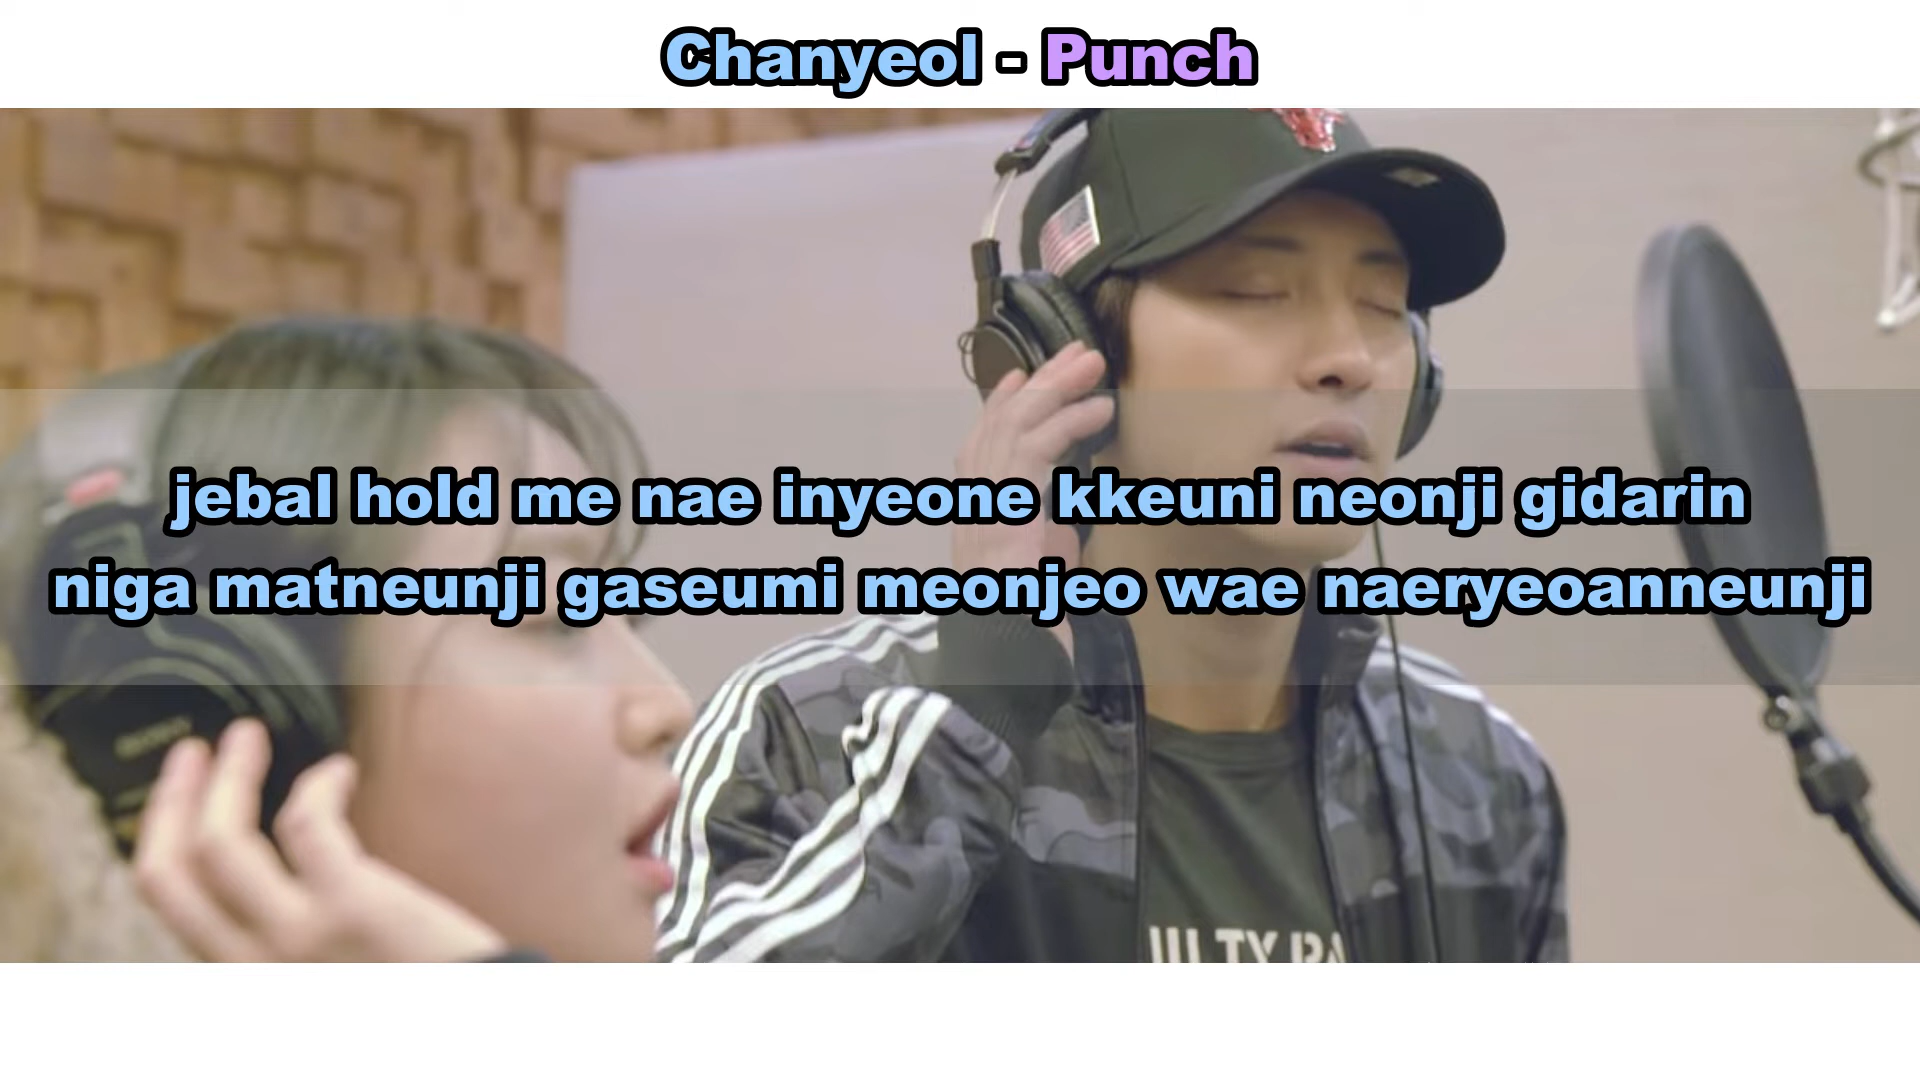 Chanyeol - Punch
jebal hold me nae inyeone kkeuni neonji gidarin
niga matneunji gaseumi meonjeo wae naeryeoanneunji